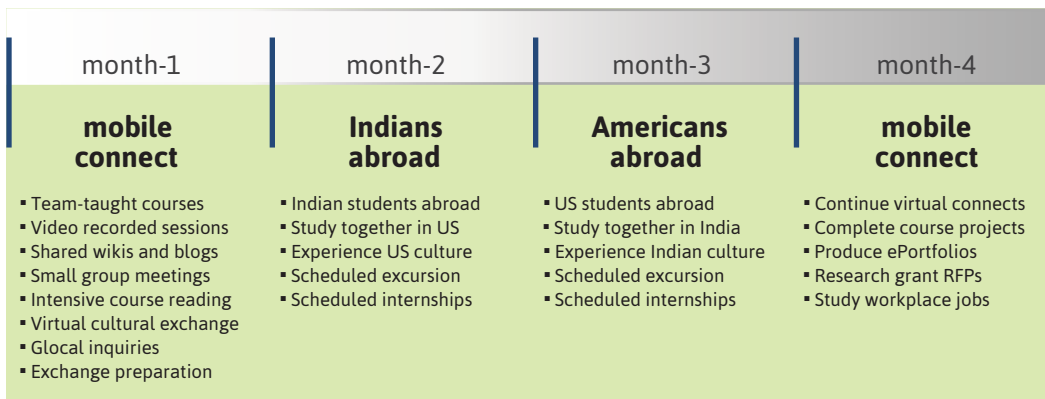 month-1
mobile
connect
▪ Team-taught courses
▪ Video recorded sessions
▪ Shared wikis and blogs
▪ Small group meetings
▪ Intensive course reading
▪ Virtual cultural exchange
▪ Glocal inquiries
▪ Exchange preparation
month-2
Indians
abroad
▪ Indian students abroad
▪ Study together in US
▪ Experience US culture
▪ Scheduled excursion
▪ Scheduled internships
month-3
Americans
abroad
▪ US students abroad
▪ Study together in India
▪ Experience Indian culture
▪ Scheduled excursion
▪ Scheduled internships
month-4
mobile
connect
▪ Continue virtual connects
▪ Complete course projects
▪ Produce ePortfolios
▪ Research grant RFPs
▪ Study workplace jobs